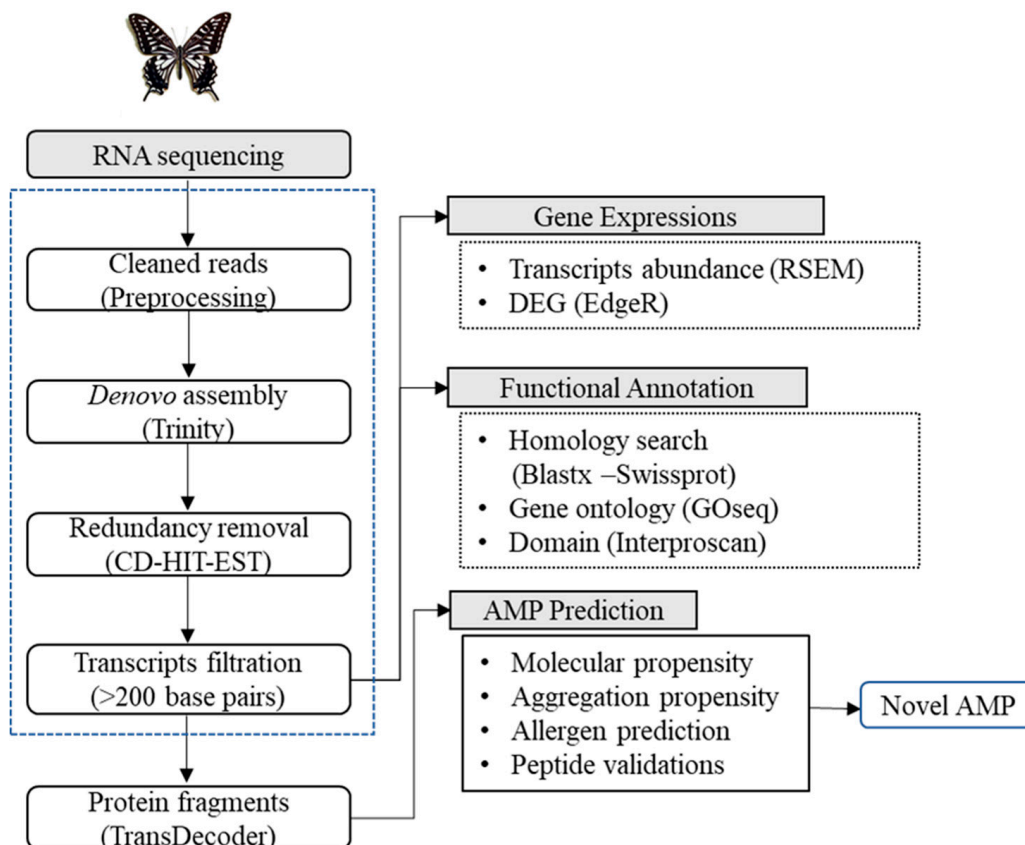 RNA sequencing
Cleaned reads
(Preprocessing)
Denovo assembly
(Trinity)
Redundancy removal
(CD-HIT-EST)
Transcripts filtration
(>200 base pairs)
Protein fragments
(TransDecoder)
Gene Expressions
• Transcripts abundance (RSEM)
• DEG (EdgeR)
Functional Annotation
• Homology search
(Blastx –Swissprot)
• Gene ontology (GOseq)
• Domain (Interproscan)
AMP Prediction
• Molecular propensity
• Aggregation propensity
• Allergen prediction
• Peptide validations
Novel AMP